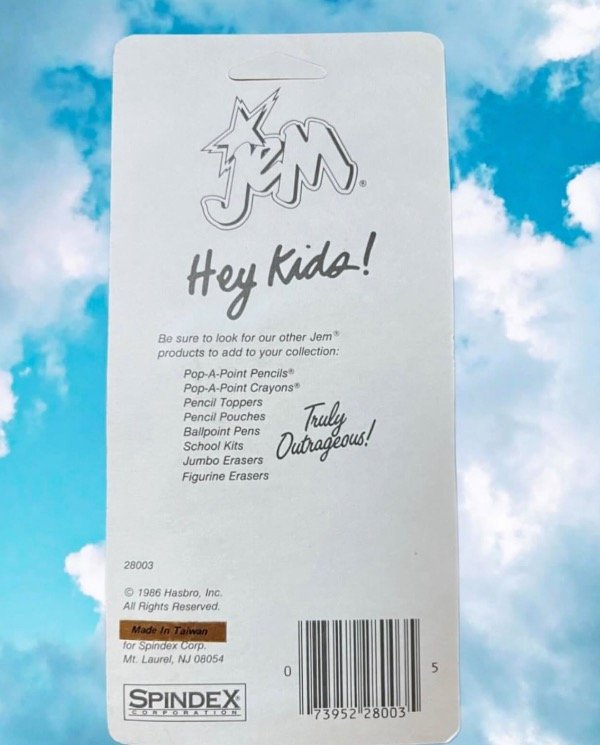 JEM®
Hey Kids!
Be sure to look for our other Jem®
products to add to your collection:
Pop-A-Point Pencils®
Pop-A-Point Crayons®
Pencil Toppers
Pencil Pouches
Ballpoint Pens
School Kits
Jumbo Erasers
Figurine Erasers
Truly
Outrageous!
28003
© 1986 Hasbro, Inc.
All Rights Reserved.
Made In Taiwan
for Spindex Corp.
Mt. Laurel, NJ 08054
SPINDEX®
CORPORATION
0 73952 28003 5